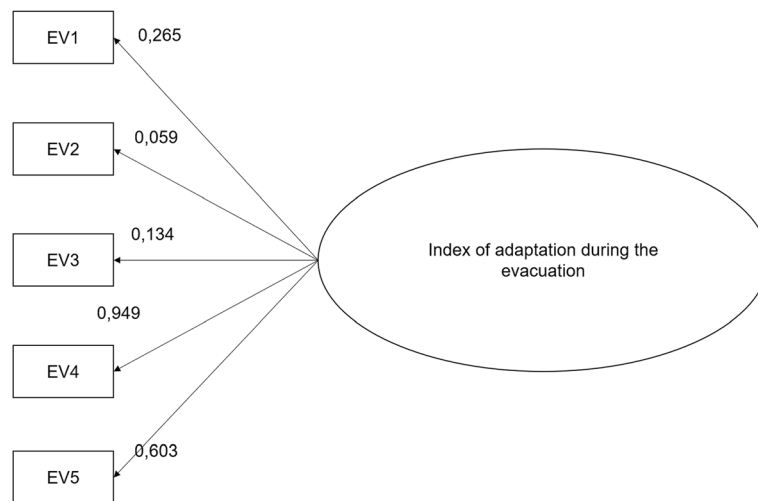 EV1
0,265
EV2
0,059
EV3
0,134
EV4
0,949
EV5
0,603
Index of adaptation during the
evacuation